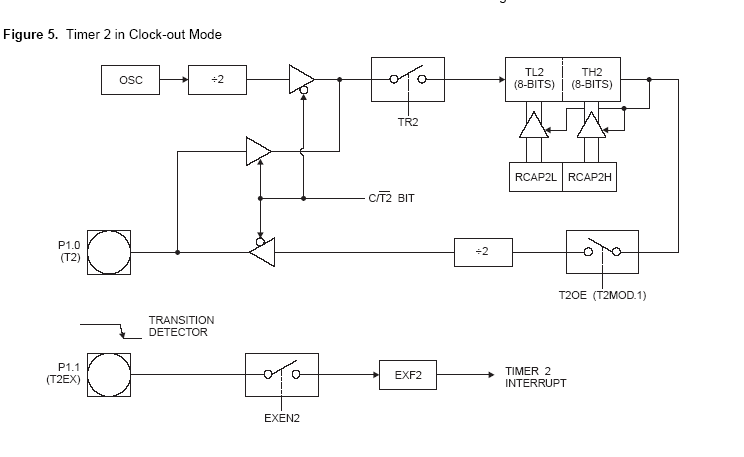 Figure 5. Timer 2 in Clock-out Mode
OSC
÷2
TL2
(8-BITS)
TH2
(8-BITS)
TR2
RCAP2L
RCAP2H
C/T2 BIT
P1.0
(T2)
÷2
T2OE (T2MOD.1)
TRANSITION
DETECTOR
P1.1
(T2EX)
EXF2
TIMER 2
INTERRUPT
EXEN2